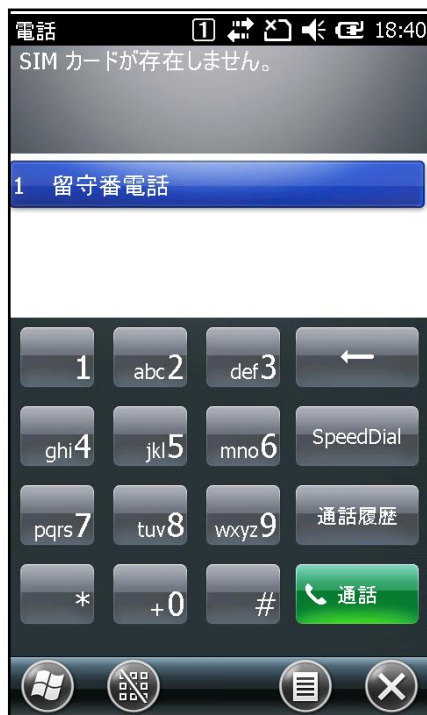 電話 1 18:40
SIM カードが存在しません。
1 留守番電話
1 abc2 def3 ←
ghi4 jkl5 mno6 SpeedDial
pqrs7 tuv8 wxyz9 通話履歴
* +0 # 通話